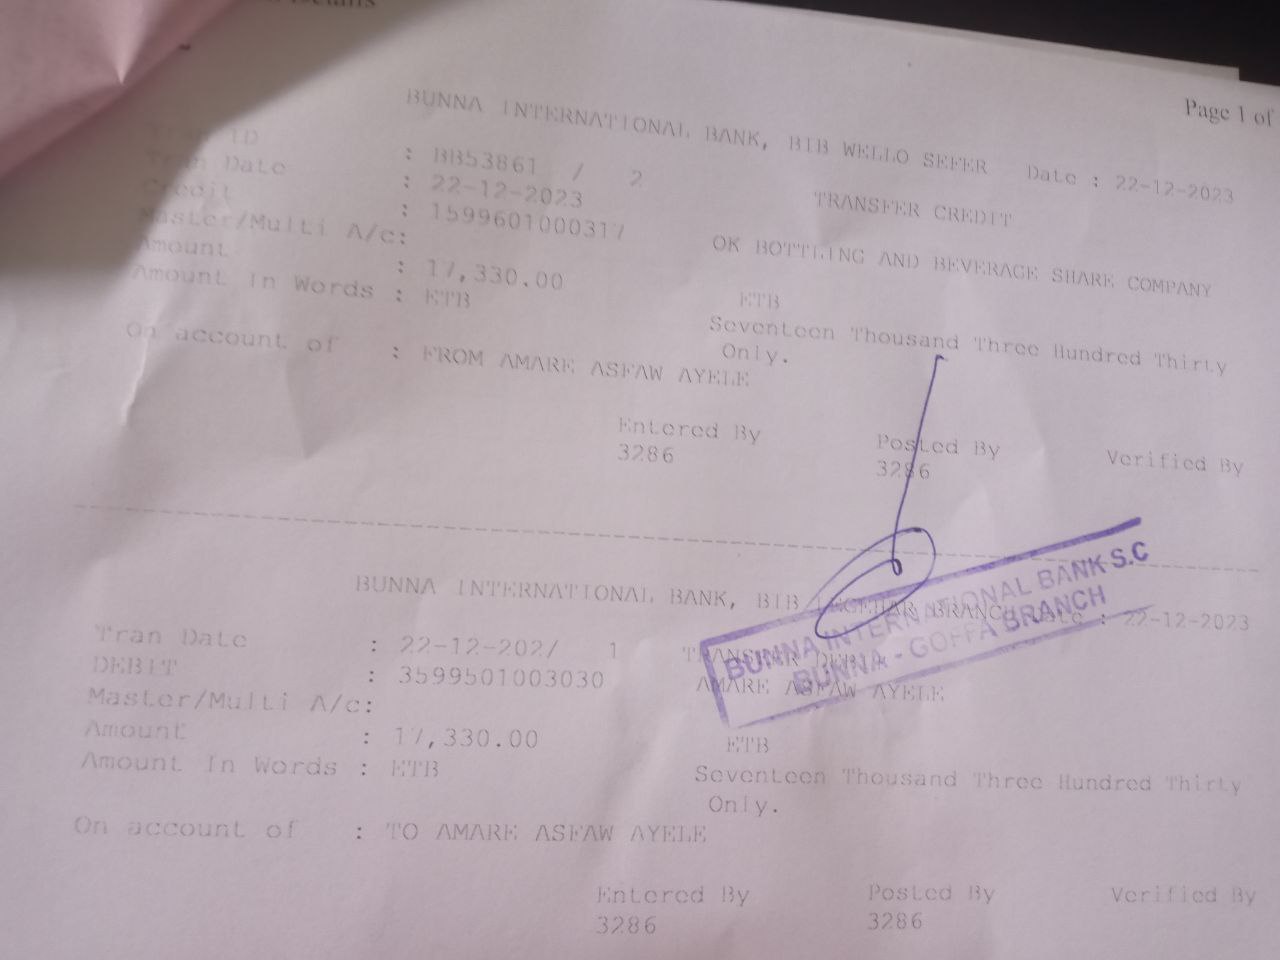 Details
Page 1 of
BUNNA INTERNATIONAL BANK, BIB WELLO SEFER Date : 22-12-2023
Tran ID : BB53861 / 2 TRANSFER CREDIT
Tran Date : 22-12-2023
Credit : 1599601000317 OK BOTTLING AND BEVERAGE SHARE COMPANY
Master/Multi A/c:
Amount : 17,330.00 ETB
Amount In Words : ETB Seventeen Thousand Three Hundred Thirty
Only.
On account of : FROM AMARE ASFAW AYELE
Entered By Posted By Verified By
3286 3286
BUNNA INTERNATIONAL BANK, BIB LEGEHAR BRANCH Date : 22-12-2023
Tran Date : 22-12-202/ 1 TRANSFER DEBIT
DEBIT : 3599501003030 AMARE ASFAW AYELE
Master/Multi A/c:
Amount : 17,330.00 ETB
Amount In Words : ETB Seventeen Thousand Three Hundred Thirty
Only.
On account of : TO AMARE ASFAW AYELE
Entered By Posted By Verified By
3286 3286
BUNNA INTERNATIONAL BANK S.C
BUNNA - GOFFA BRANCH